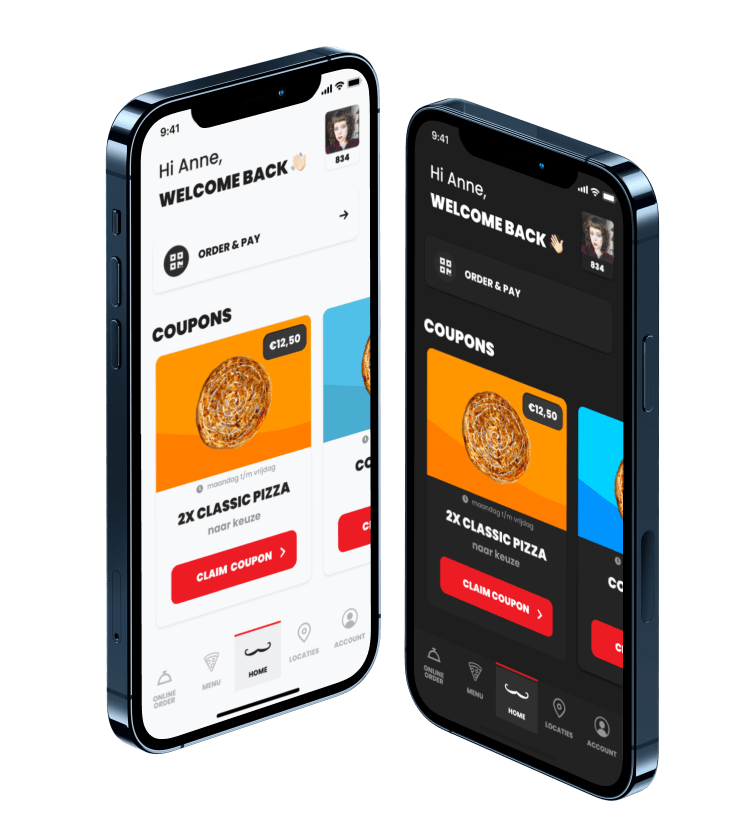 9:41
Hi Anne,
WELCOME BACK 👋🏻
834
ORDER & PAY
COUPONS
€12,50
maandag t/m vrijdag
2X CLASSIC PIZZA
naar keuze
CLAIM COUPON
ONLINE
ORDER
MENU
HOME
LOCATIES
ACCOUNT
9:41
Hi Anne,
WELCOME BACK 👋🏻
834
ORDER & PAY
COUPONS
€12,50
maandag t/m vrijdag
2X CLASSIC PIZZA
naar keuze
CLAIM COUPON
ONLINE
ORDER
MENU
HOME
LOCATIES
ACCOUNT